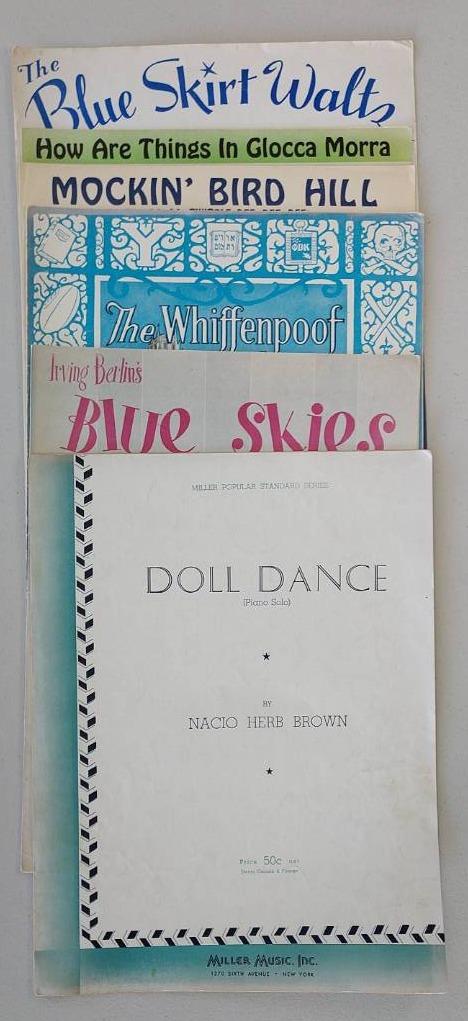 The
Blue Skirt Waltz
How Are Things In Glocca Morra
MOCKIN' BIRD HILL
Y
ΦBK
The Whiffenpoof
Irving Berlin's
BLUE SKIES
MILLER POPULAR STANDARD SERIES
DOLL DANCE
(Piano Solo)
BY
NACIO HERB BROWN
Price 50c net
MILLER MUSIC, INC.
1270 SIXTH AVENUE • NEW YORK